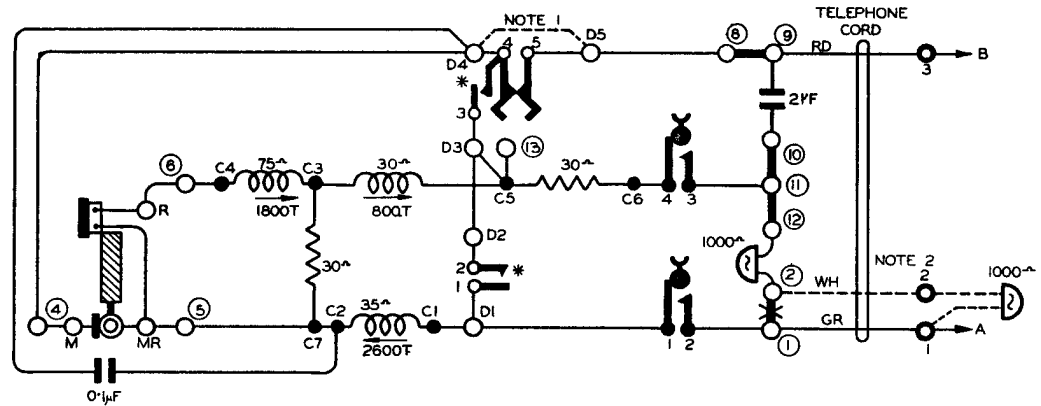 TELEPHONE
CORD
NOTE 1
D4 4 5 D5 8 9 RD 3 B
*
3
2μF
D3 13 10
6 C4 75Ω C3 30Ω 30Ω
R 1800T 800T C5 C6 4 3 11
12
D2 1000Ω
30Ω
2 * 2 WH NOTE 2 2 1000Ω
1
4 5 35Ω C1 D1 GR A
M MR C7 C2 2600T 1 2 1 1
0·1μF